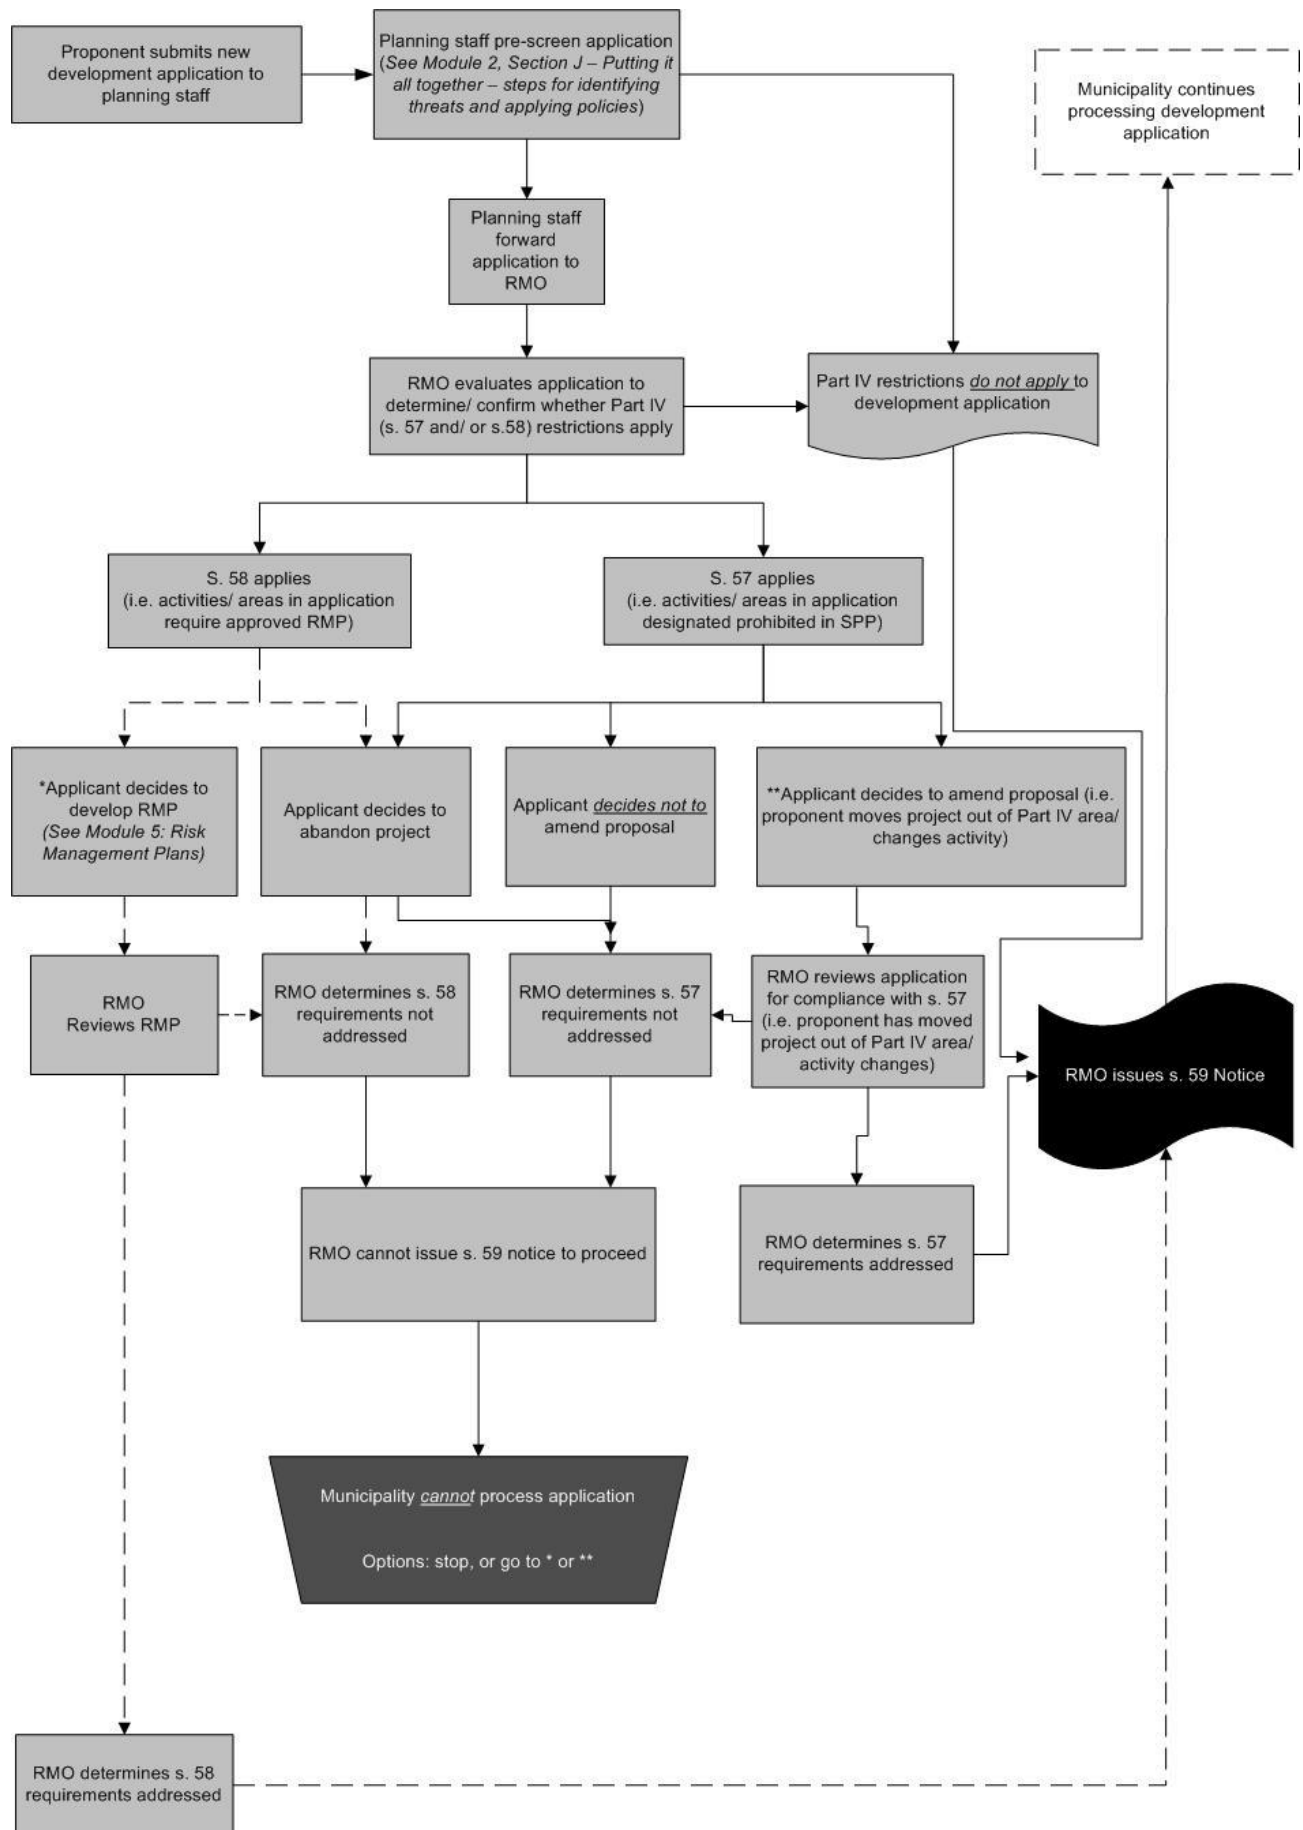 Proponent submits new
development application to
planning staff
Planning staff pre-screen application
(See Module 2, Section J – Putting it
all together – steps for identifying
threats and applying policies)
Municipality continues
processing development
application
Planning staff
forward
application to
RMO
RMO evaluates application to
determine/ confirm whether Part IV
(s. 57 and/ or s.58) restrictions apply
Part IV restrictions do not apply to
development application
S. 58 applies
(i.e. activities/ areas in application
require approved RMP)
S. 57 applies
(i.e. activities/ areas in application
designated prohibited in SPP)
*Applicant decides to
develop RMP
(See Module 5: Risk
Management Plans)
Applicant decides to
abandon project
Applicant decides not to
amend proposal
**Applicant decides to amend proposal (i.e.
proponent moves project out of Part IV area/
changes activity)
RMO
Reviews RMP
RMO determines s. 58
requirements not
addressed
RMO determines s. 57
requirements not
addressed
RMO reviews application
for compliance with s. 57
(i.e. proponent has moved
project out of Part IV area/
activity changes)
RMO issues s. 59 Notice
RMO cannot issue s. 59 notice to proceed
RMO determines s. 57
requirements addressed
Municipality cannot process application
Options: stop, or go to * or **
RMO determines s. 58
requirements addressed